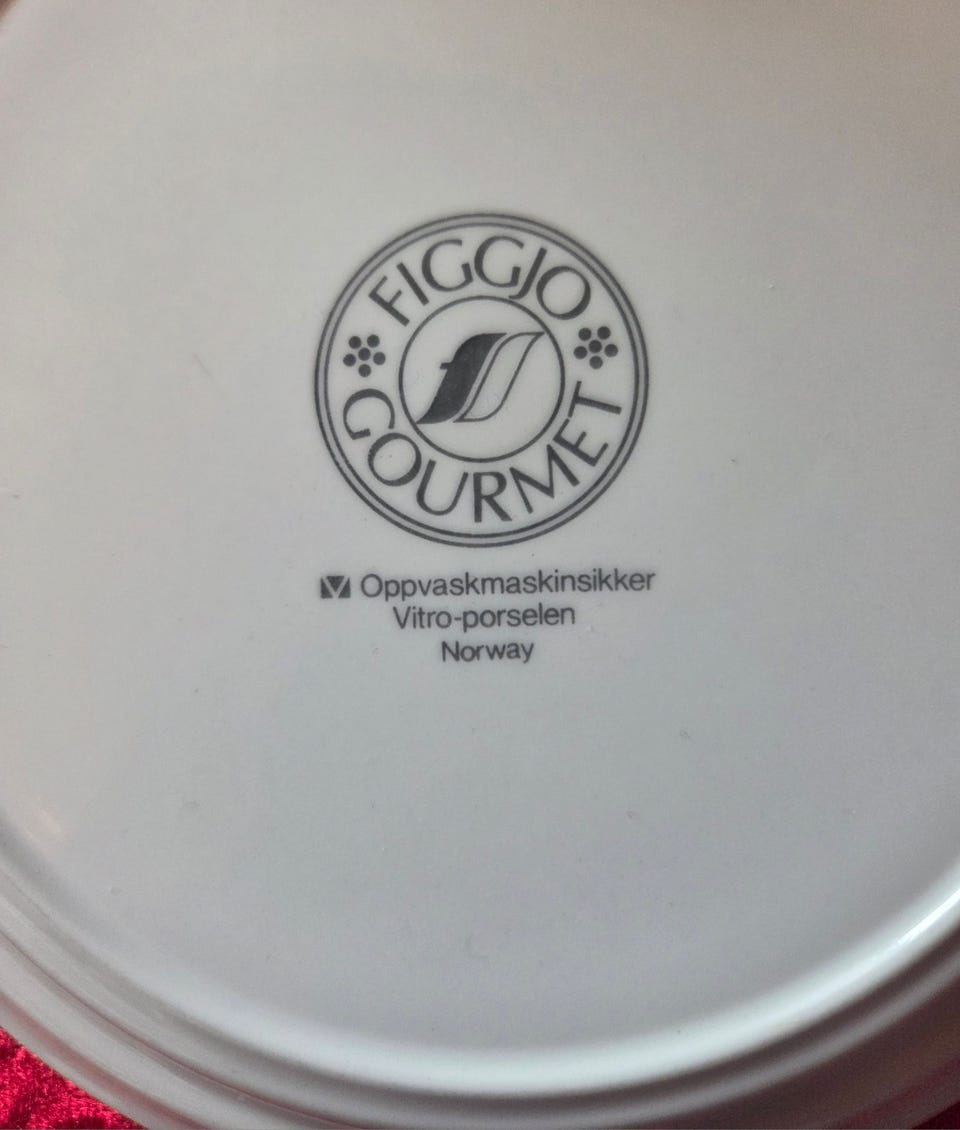 FIGGJO
GOURMET
Oppvaskmaskinsikker
Vitro-porselen
Norway